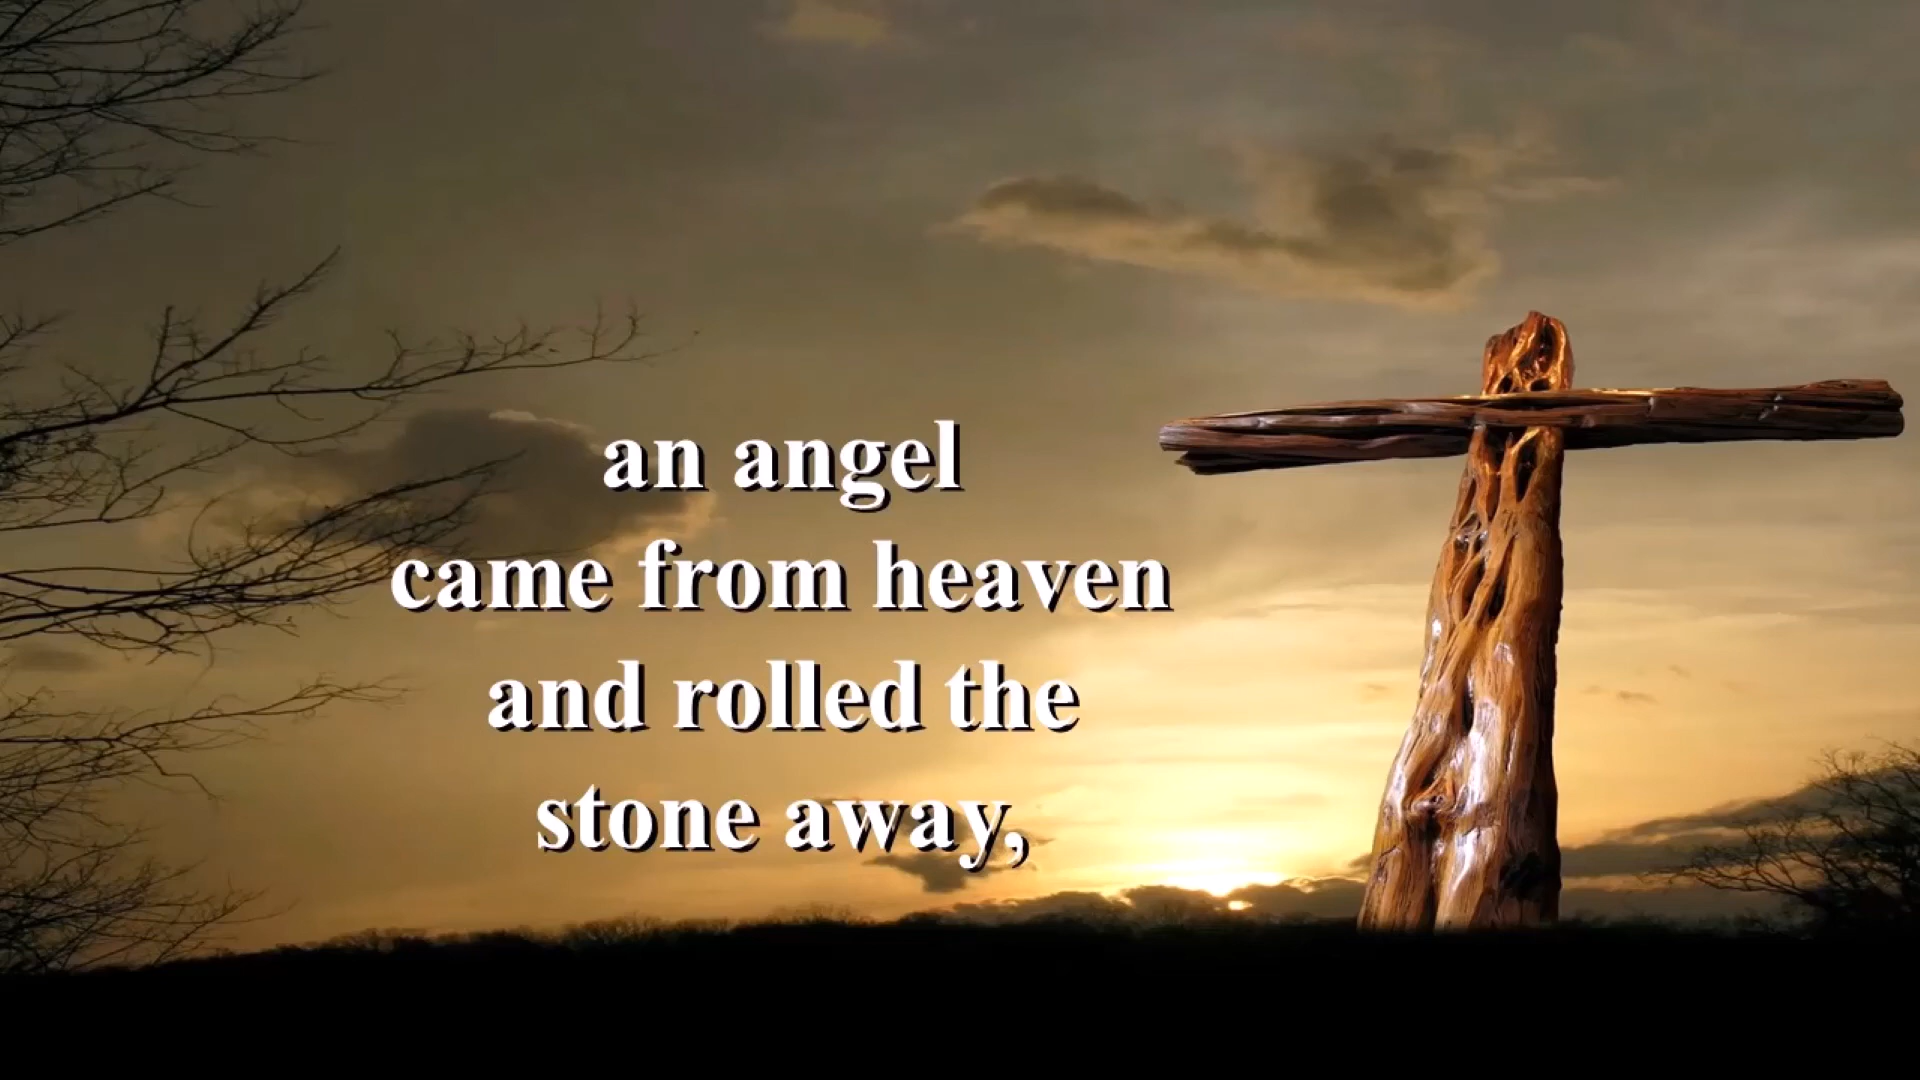 an angel
came from heaven
and rolled the
stone away,